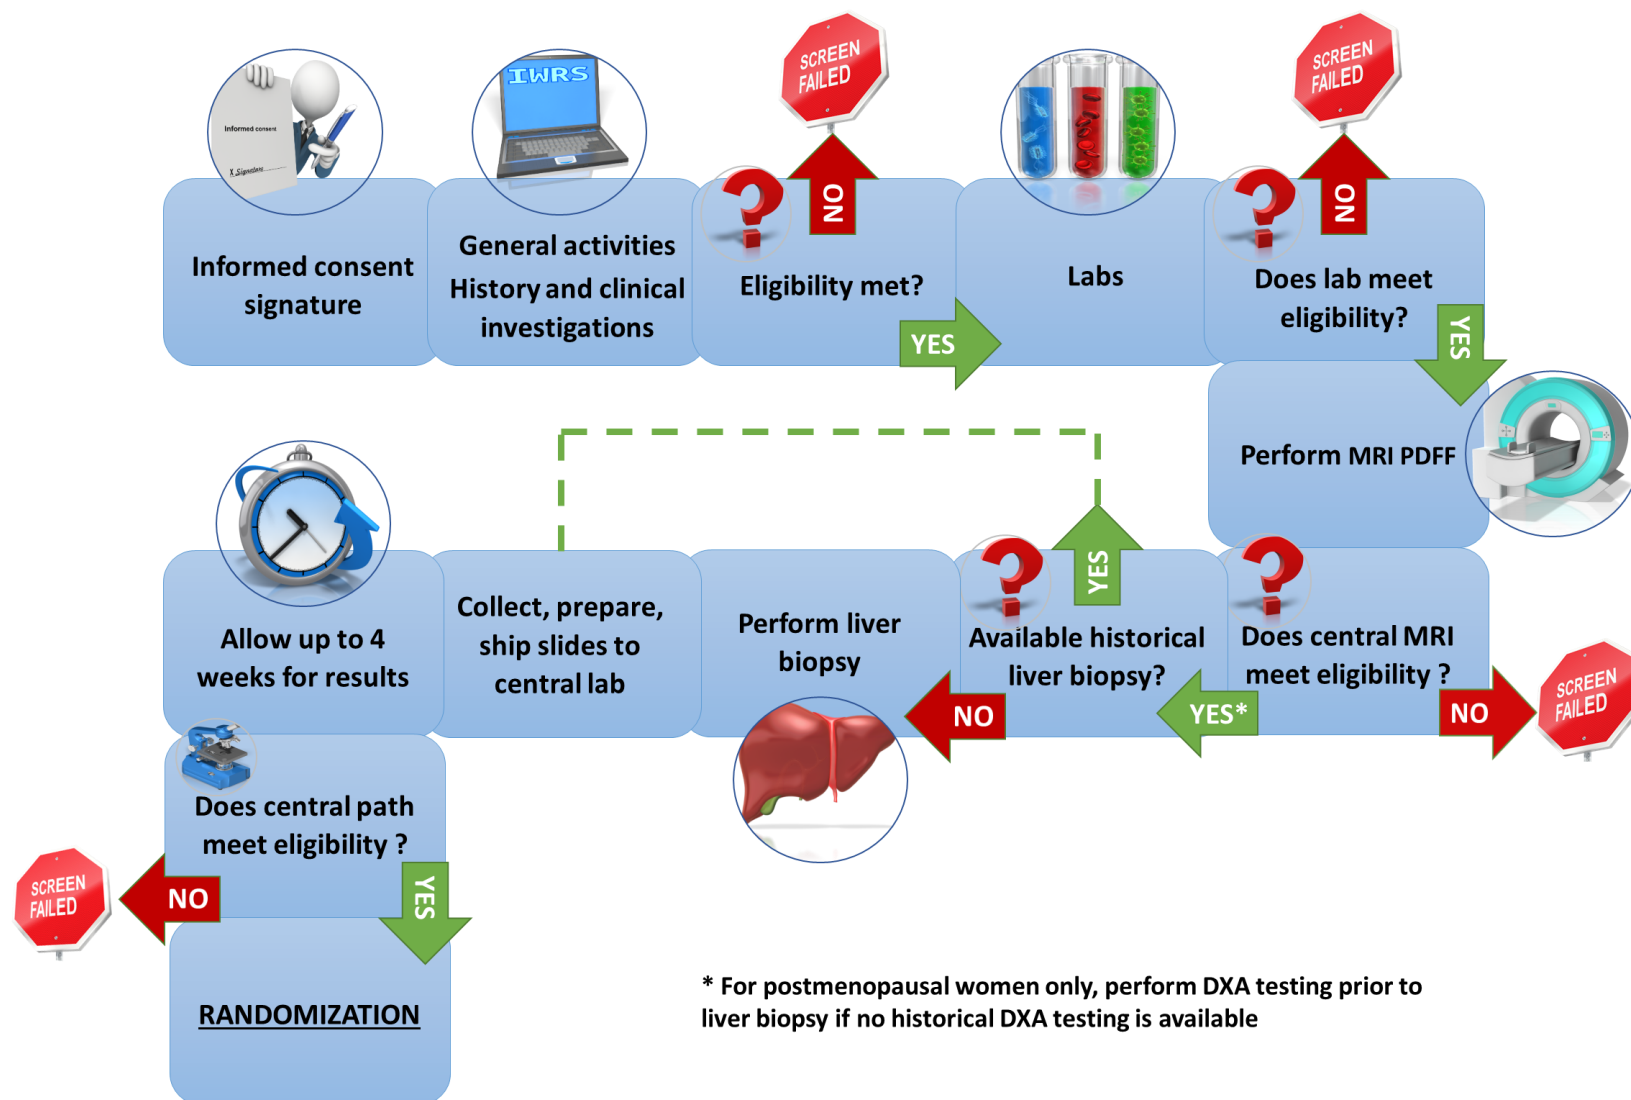 SCREEN
FAILED
SCREEN
FAILED
IWRS
Informed consent
X Signature
NO
NO
Informed consent
signature
General activities
History and clinical
investigations
Eligibility met?
YES
Labs
Does lab meet
eligibility?
YES
Perform MRI PDFF
Does central MRI
meet eligibility ?
NO
SCREEN
FAILED
YES*
Available historical
liver biopsy?
YES
NO
Perform liver
biopsy
Collect, prepare,
ship slides to
central lab
Allow up to 4
weeks for results
Does central path
meet eligibility ?
NO
SCREEN
FAILED
YES
RANDOMIZATION
* For postmenopausal women only, perform DXA testing prior to
liver biopsy if no historical DXA testing is available